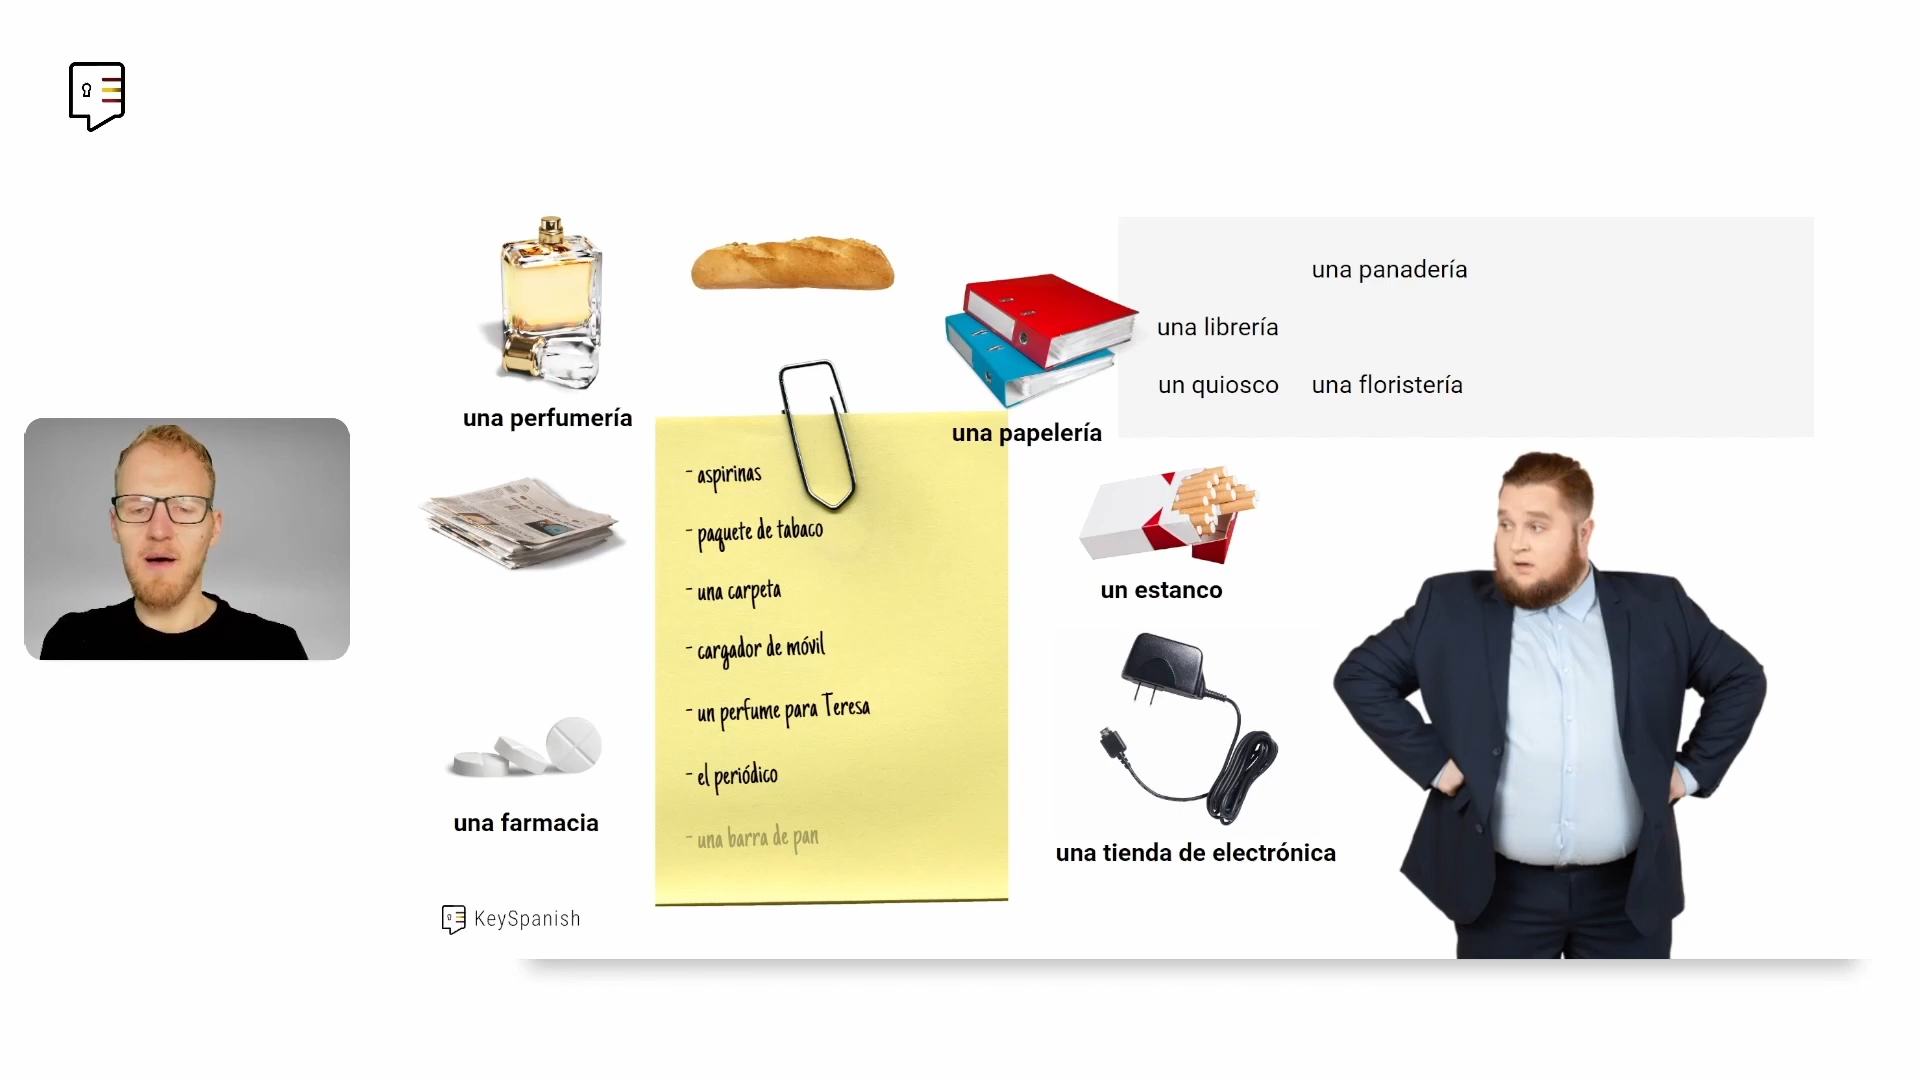 una panadería
una librería
un quiosco una floristería
una perfumería
una papelería
- aspirinas
- paquete de tabaco
- una carpeta
- cargador de móvil
- un perfume para Teresa
- el periódico
- una barra de pan
un estanco
una farmacia
una tienda de electrónica
KeySpanish